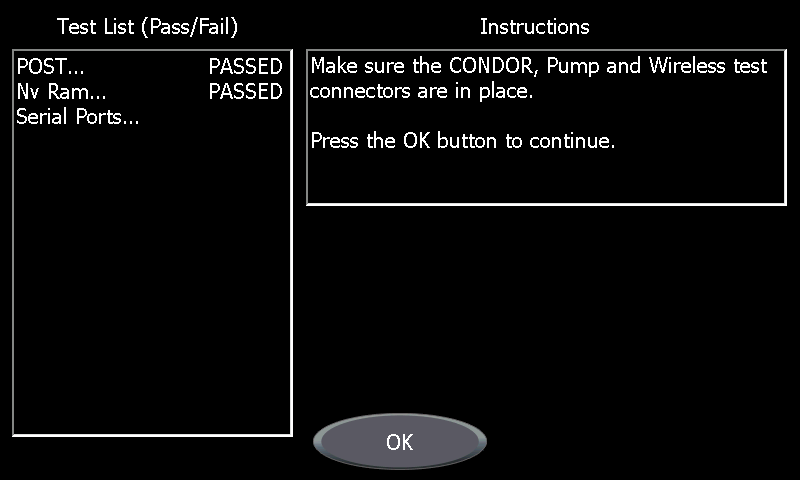 Test List (Pass/Fail)
POST... PASSED
Nv Ram... PASSED
Serial Ports...
Instructions
Make sure the CONDOR, Pump and Wireless test
connectors are in place.
Press the OK button to continue.
OK